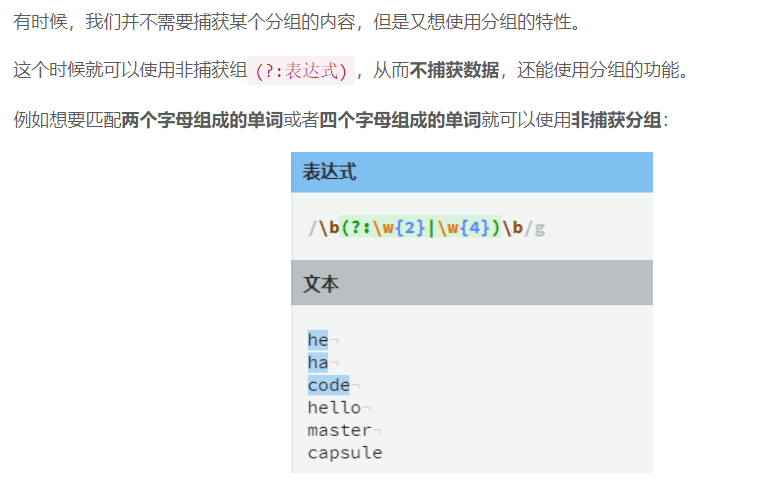 有时候，我们并不需要捕获某个分组的内容，但是又想使用分组的特性。
这个时候就可以使用非捕获组(?:表达式)，从而不捕获数据，还能使用分组的功能。
例如想要匹配两个字母组成的单词或者四个字母组成的单词就可以使用非捕获分组：
表达式
/\b(?:\w{2}|\w{4})\b/g
文本
he¬
ha¬
code¬
hello¬
master¬
capsule